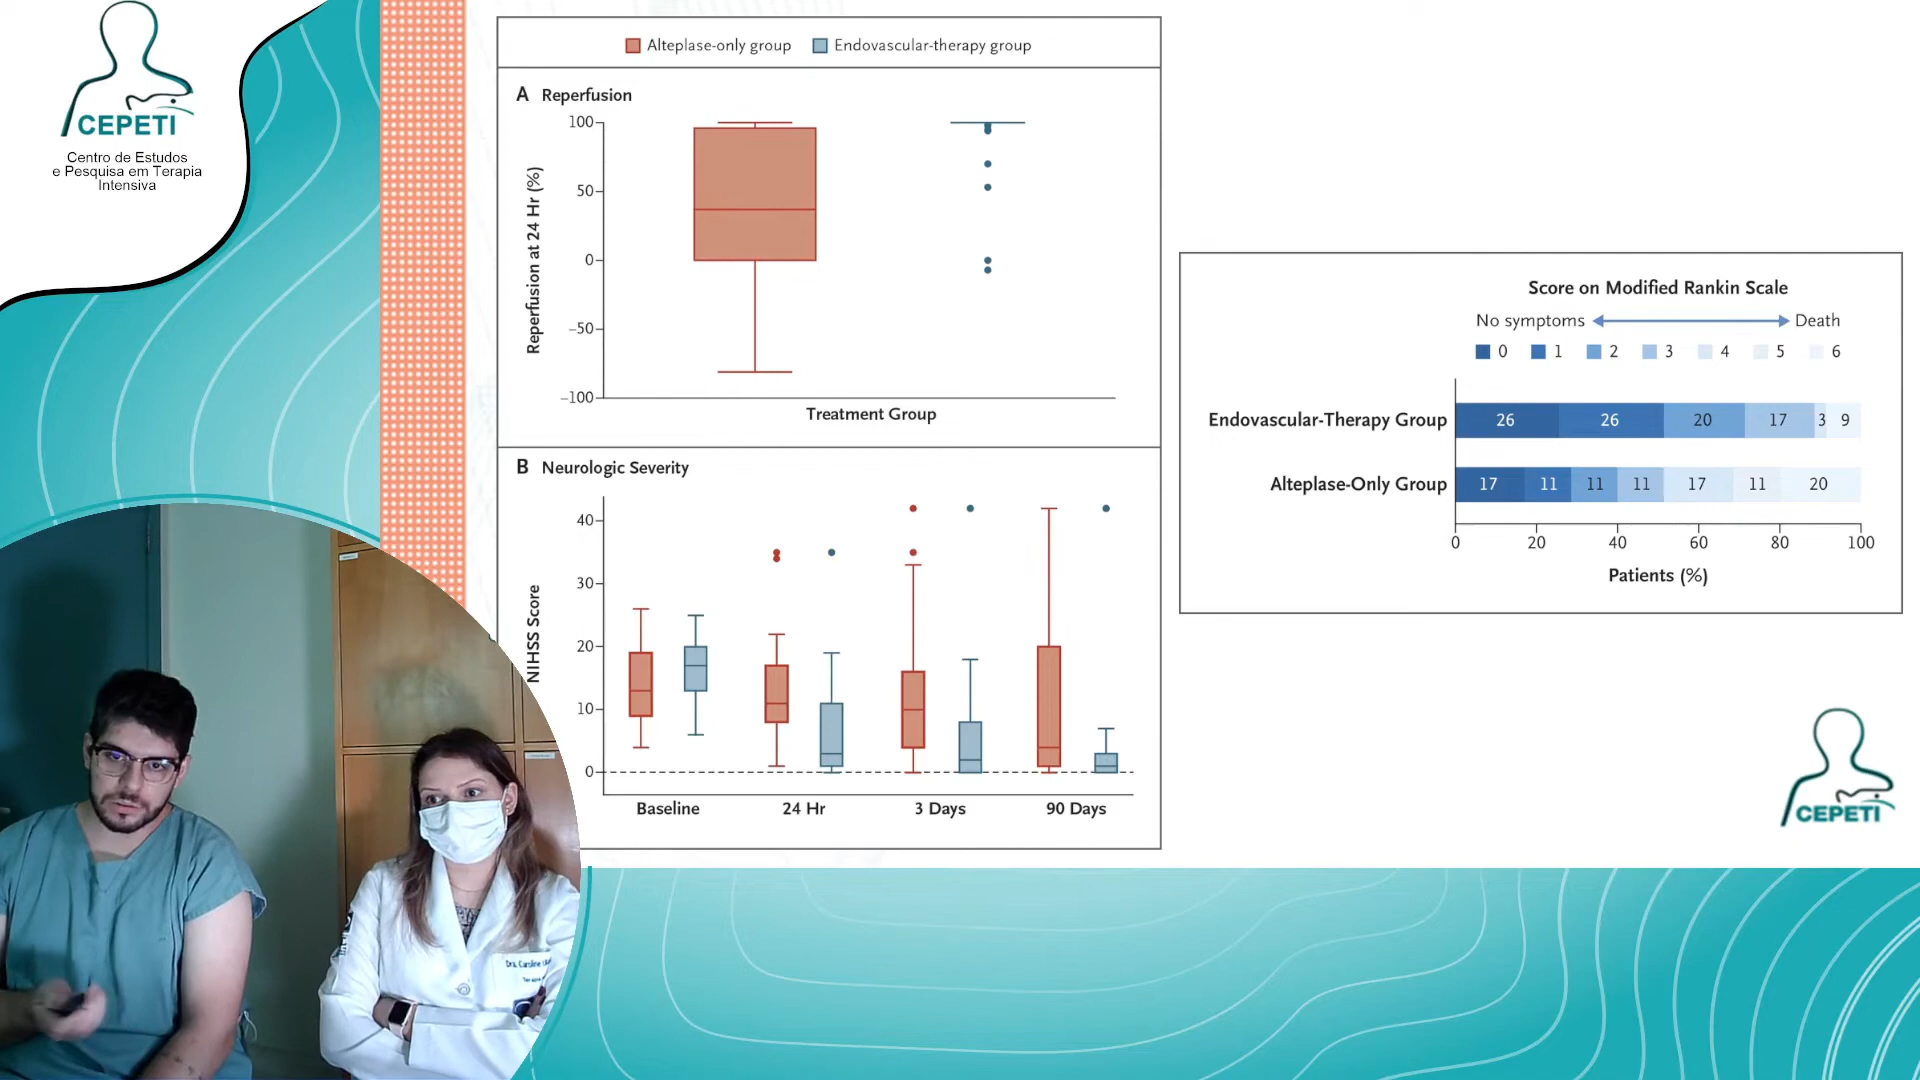 CEPETI
Centro de Estudos
e Pesquisa em Terapia
Intensiva
Alteplase-only group
Endovascular-therapy group
A Reperfusion
Reperfusion at 24 Hr (%)
100
50
0
−50
−100
Treatment Group
B Neurologic Severity
NIHSS Score
40
30
20
10
0
Baseline
24 Hr
3 Days
90 Days
Score on Modified Rankin Scale
No symptoms
Death
0 1 2 3 4 5 6
Endovascular-Therapy Group
26 26 20 17 3 9
Alteplase-Only Group
17 11 11 11 17 11 20
0 20 40 60 80 100
Patients (%)
CEPETI
Dra. Caroline